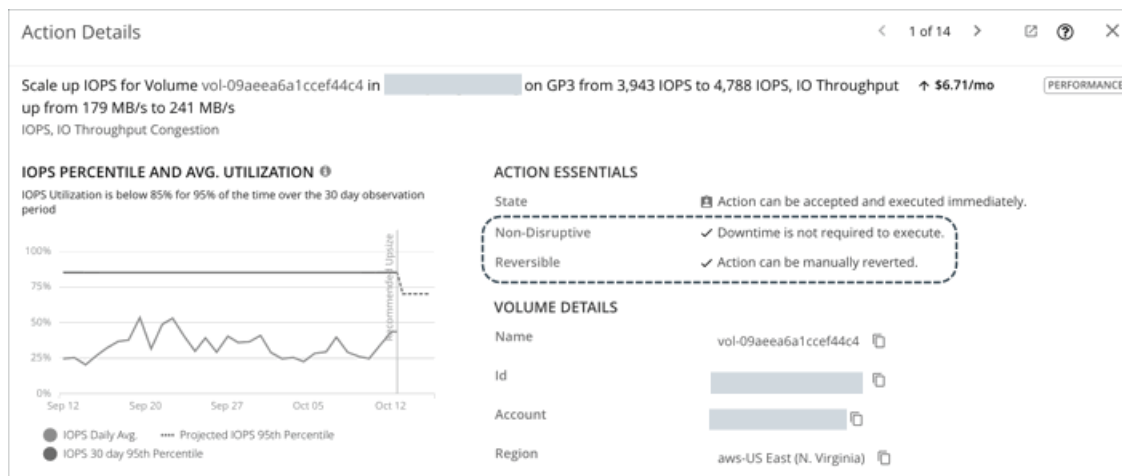 Action Details
1 of 14
Scale up IOPS for Volume vol-09aeea6a1ccef44c4 in on GP3 from 3,943 IOPS to 4,788 IOPS, IO Throughput ↑ $6.71/mo PERFORMANCE
up from 179 MB/s to 241 MB/s
IOPS, IO Throughput Congestion
IOPS PERCENTILE AND AVG. UTILIZATION
IOPS Utilization is below 85% for 95% of the time over the 30 day observation
period
100%
75%
50%
25%
0%
Recommended Upsize
Sep 12 Sep 20 Sep 27 Oct 05 Oct 12
IOPS Daily Avg. Projected IOPS 95th Percentile
IOPS 30 day 95th Percentile
ACTION ESSENTIALS
State Action can be accepted and executed immediately.
Non-Disruptive ✓ Downtime is not required to execute.
Reversible ✓ Action can be manually reverted.
VOLUME DETAILS
Name vol-09aeea6a1ccef44c4
Id
Account
Region aws-US East (N. Virginia)